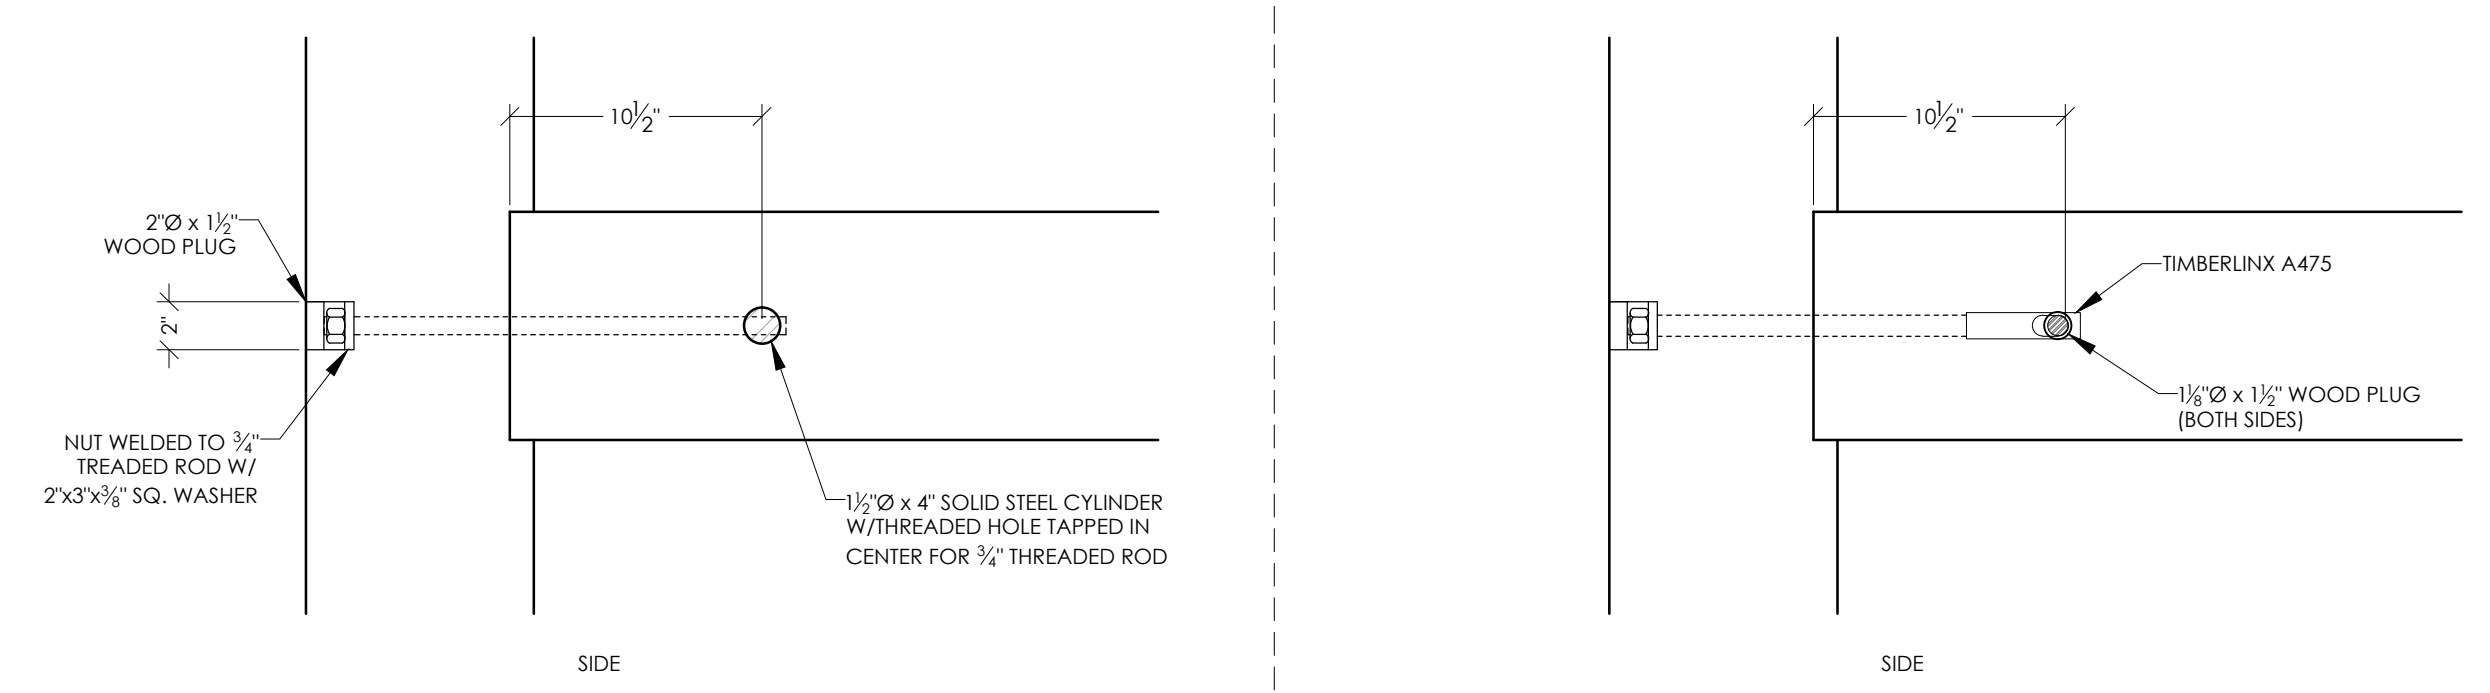 10½"
2"Ø x 1½"
WOOD PLUG
2"
NUT WELDED TO ¾"
TREADED ROD W/
2"x3"x⅜" SQ. WASHER
1½"Ø x 4" SOLID STEEL CYLINDER
W/THREADED HOLE TAPPED IN
CENTER FOR ¾" THREADED ROD
SIDE
10½"
TIMBERLINX A475
1⅛"Ø x 1½" WOOD PLUG
(BOTH SIDES)
SIDE